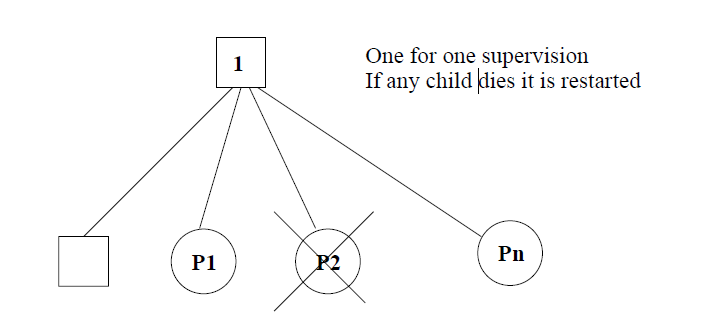 1
One for one supervision
If any child dies it is restarted
P1
P2
Pn